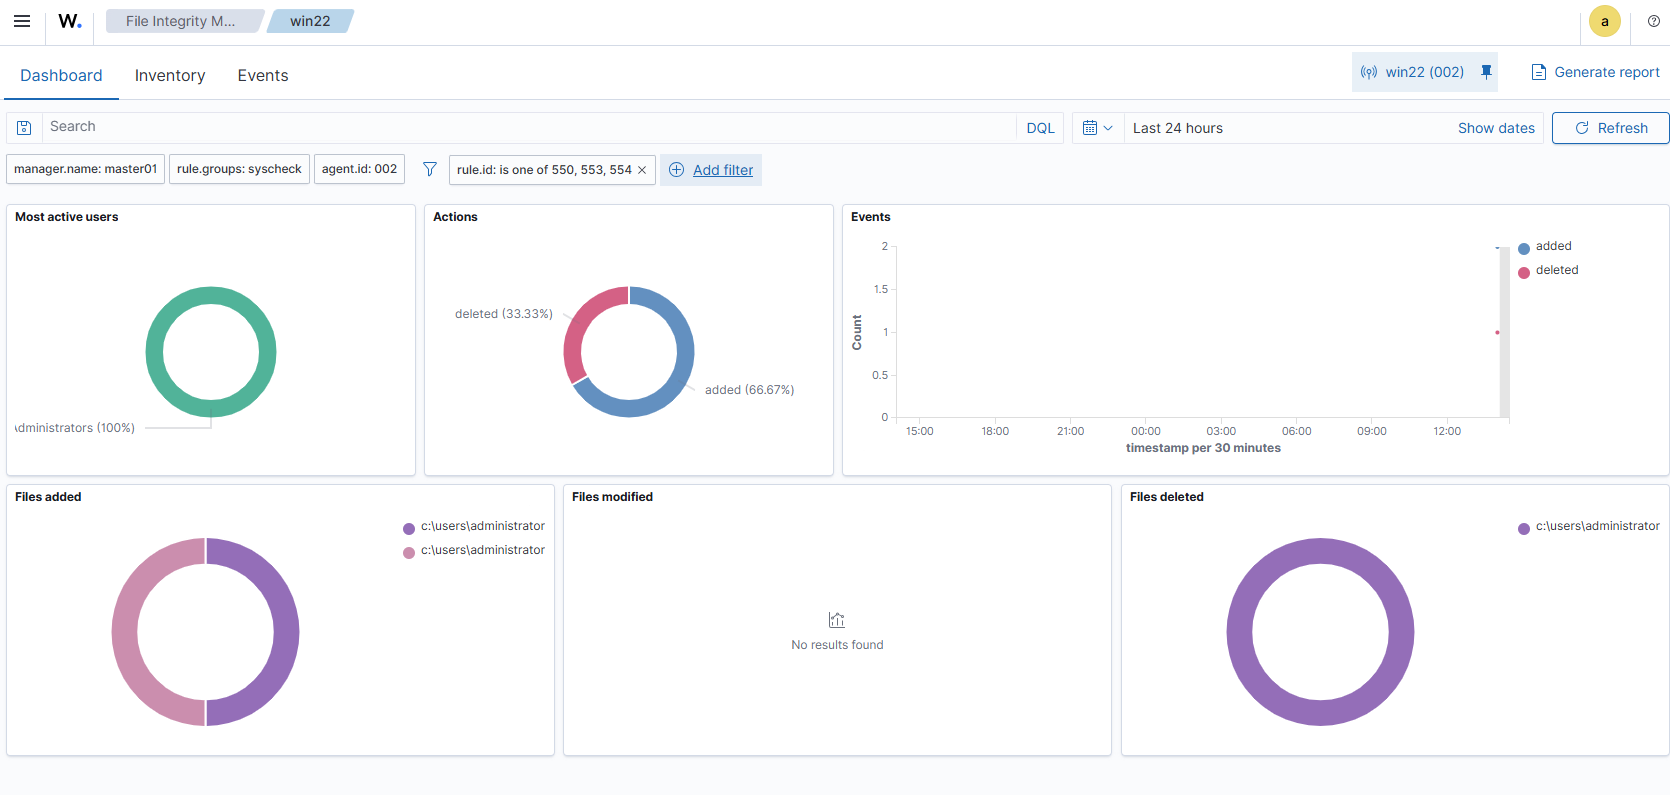 W.
File Integrity M...
win22
a
Dashboard
Inventory
Events
win22 (002)
Generate report
Search
DQL
Last 24 hours
Show dates
Refresh
manager.name: master01
rule.groups: syscheck
agent.id: 002
rule.id: is one of 550, 553, 554
Add filter
Most active users
dministrators (100%)
Actions
deleted (33.33%)
added (66.67%)
Events
2
1.5
1
0.5
0
Count
15:00
18:00
21:00
00:00
03:00
06:00
09:00
12:00
timestamp per 30 minutes
added
deleted
Files added
c:\users\administrator
c:\users\administrator
Files modified
No results found
Files deleted
c:\users\administrator